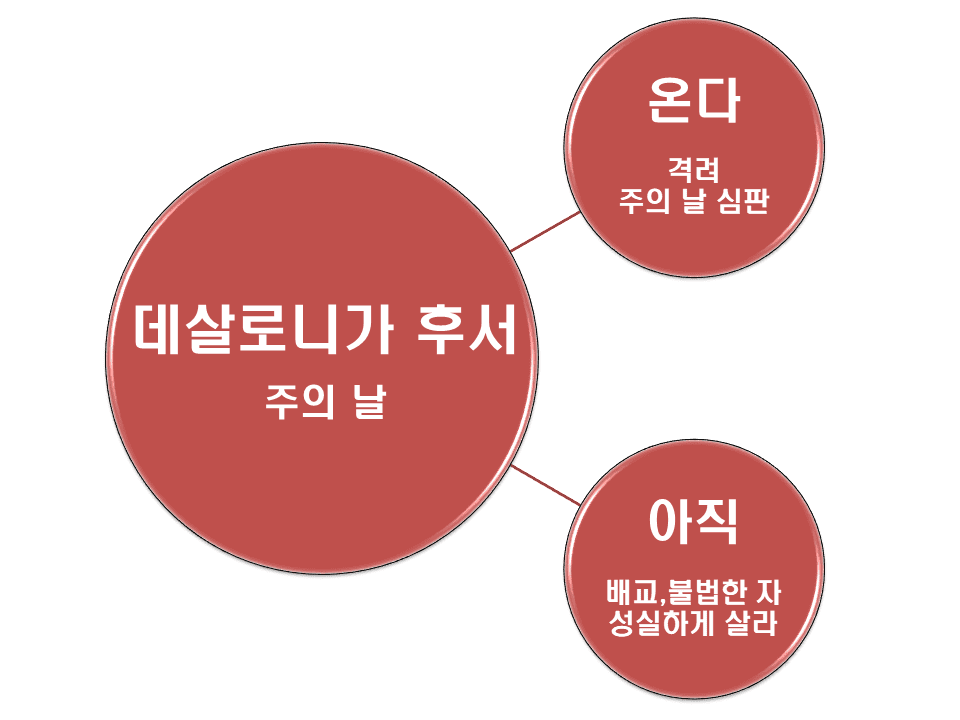 데살로니가 후서
주의 날
온다
격려
주의 날 심판
아직
배교,불법한 자
성실하게 살라